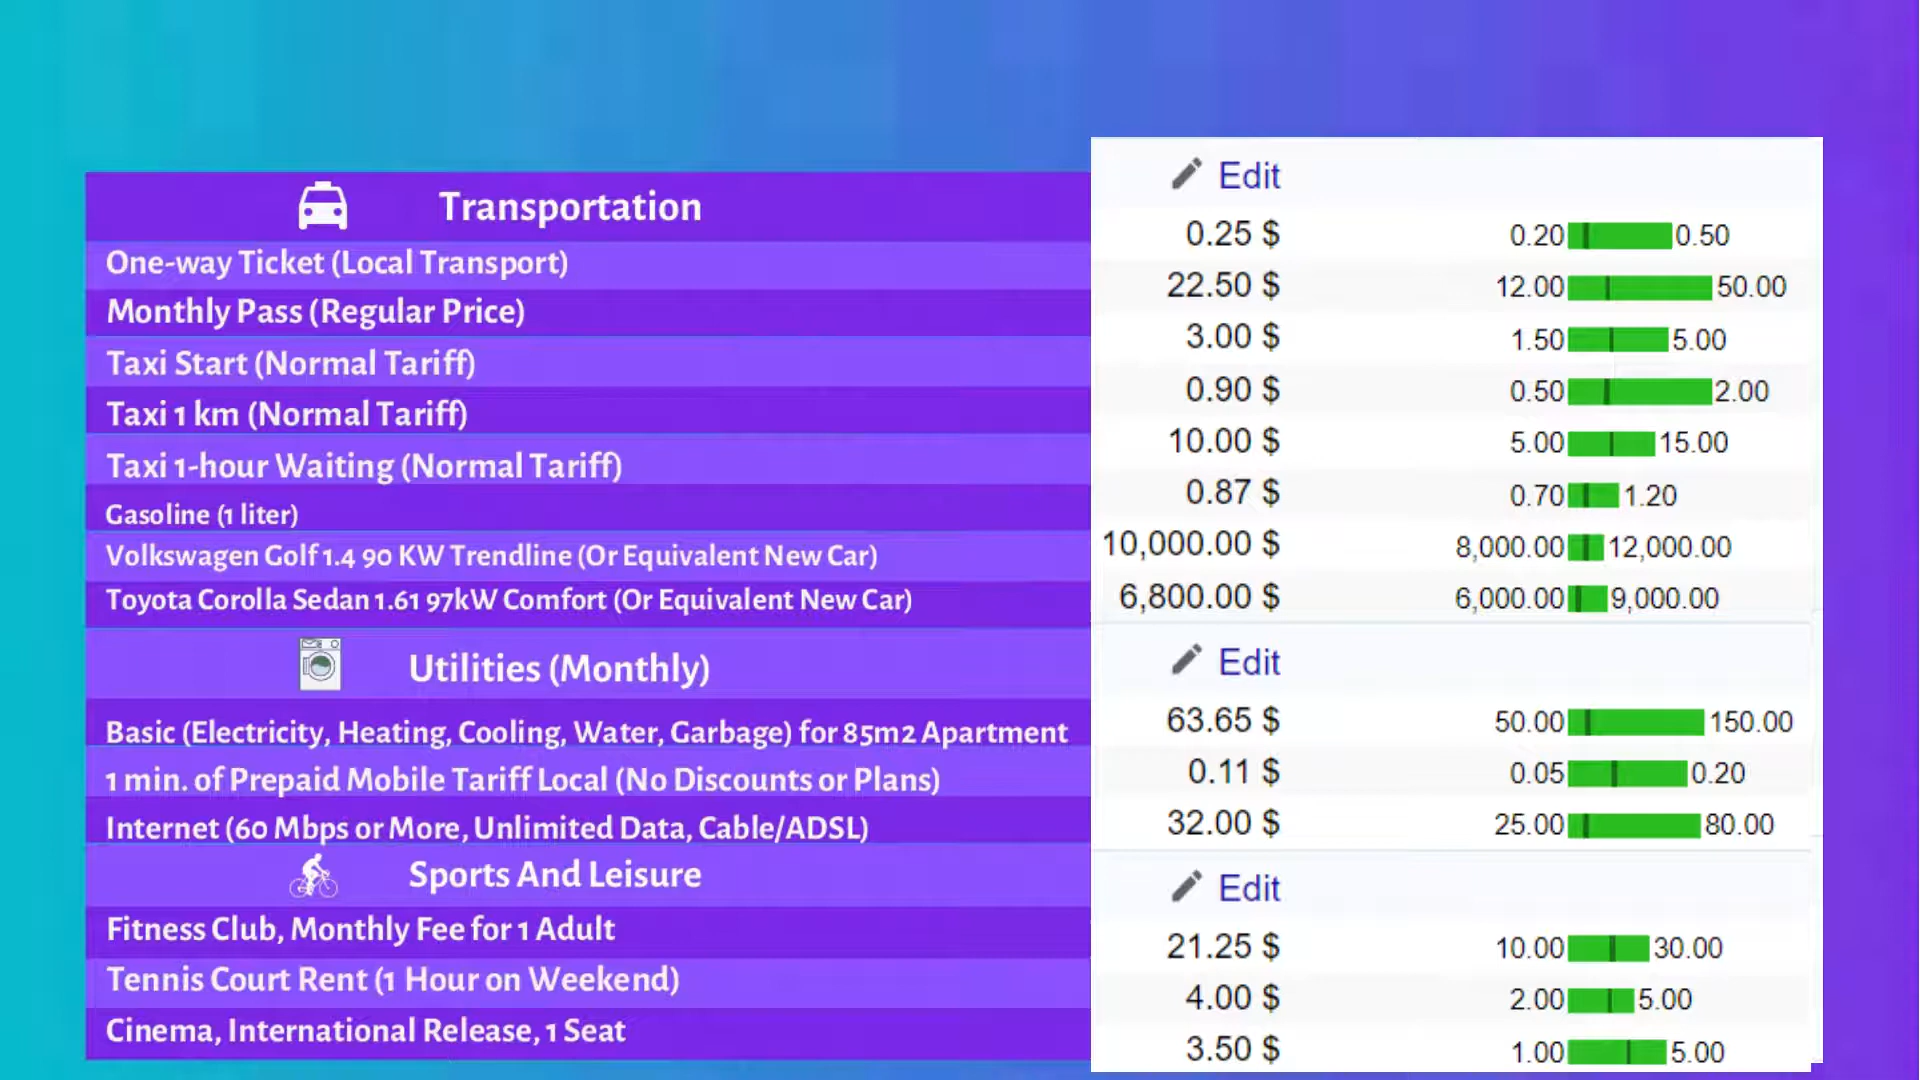 Transportation Edit
One-way Ticket (Local Transport) 0.25 $ 0.20 0.50
Monthly Pass (Regular Price) 22.50 $ 12.00 50.00
Taxi Start (Normal Tariff) 3.00 $ 1.50 5.00
Taxi 1 km (Normal Tariff) 0.90 $ 0.50 2.00
Taxi 1-hour Waiting (Normal Tariff) 10.00 $ 5.00 15.00
Gasoline (1 liter) 0.87 $ 0.70 1.20
Volkswagen Golf 1.4 90 KW Trendline (Or Equivalent New Car) 10,000.00 $ 8,000.00 12,000.00
Toyota Corolla Sedan 1.61 97kW Comfort (Or Equivalent New Car) 6,800.00 $ 6,000.00 9,000.00
Utilities (Monthly) Edit
Basic (Electricity, Heating, Cooling, Water, Garbage) for 85m2 Apartment 63.65 $ 50.00 150.00
1 min. of Prepaid Mobile Tariff Local (No Discounts or Plans) 0.11 $ 0.05 0.20
Internet (60 Mbps or More, Unlimited Data, Cable/ADSL) 32.00 $ 25.00 80.00
Sports And Leisure Edit
Fitness Club, Monthly Fee for 1 Adult 21.25 $ 10.00 30.00
Tennis Court Rent (1 Hour on Weekend) 4.00 $ 2.00 5.00
Cinema, International Release, 1 Seat 3.50 $ 1.00 5.00